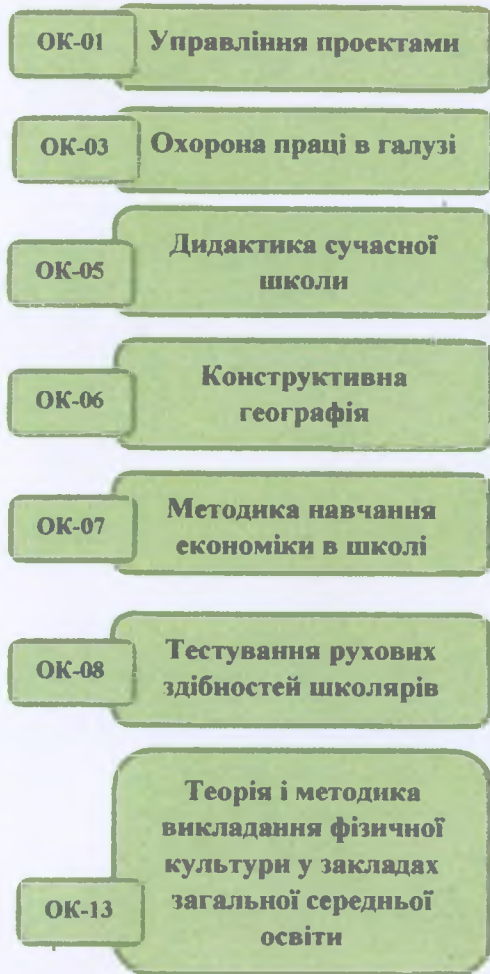 ОК-01
Управління проектами
ОК-03
Охорона праці в галузі
ОК-05
Дидактика сучасної
школи
ОК-06
Конструктивна
географія
ОК-07
Методика навчання
економіки в школі
ОК-08
Тестування рухових
здібностей школярів
ОК-13
Теорія і методика
викладання фізичної
культури у закладах
загальної середньої
освіти